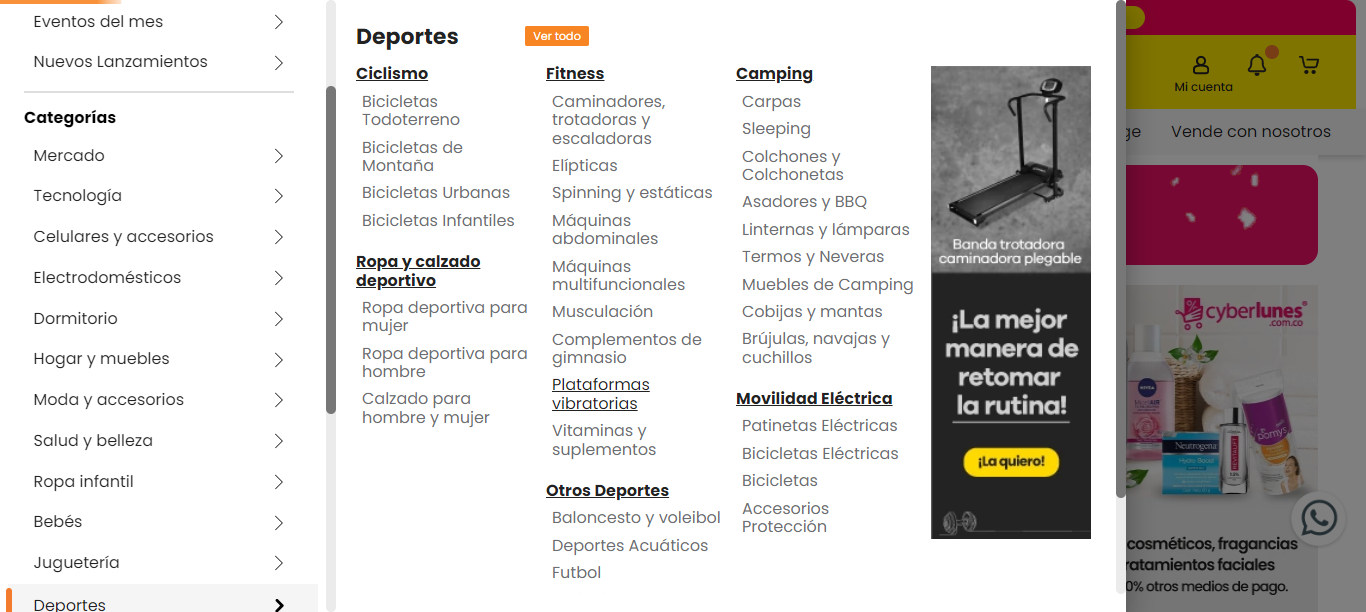 Eventos del mes
Nuevos Lanzamientos
Categorías
Mercado
Tecnología
Celulares y accesorios
Electrodomésticos
Dormitorio
Hogar y muebles
Moda y accesorios
Salud y belleza
Ropa infantil
Bebés
Juguetería
Deportes
Deportes
Ver todo
Ciclismo
Bicicletas
Todoterreno
Bicicletas de
Montaña
Bicicletas Urbanas
Bicicletas Infantiles
Ropa y calzado
deportivo
Ropa deportiva para
mujer
Ropa deportiva para
hombre
Calzado para
hombre y mujer
Fitness
Caminadores,
trotadoras y
escaladoras
Elípticas
Spinning y estáticas
Máquinas
abdominales
Máquinas
multifuncionales
Musculación
Complementos de
gimnasio
Plataformas
vibratorias
Vitaminas y
suplementos
Otros Deportes
Baloncesto y voleibol
Deportes Acuáticos
Futbol
Camping
Carpas
Sleeping
Colchones y
Colchonetas
Asadores y BBQ
Linternas y lámparas
Termos y Neveras
Muebles de Camping
Cobijas y mantas
Brújulas, navajas y
cuchillos
Movilidad Eléctrica
Patinetas Eléctricas
Bicicletas Eléctricas
Bicicletas
Accesorios
Protección
Banda trotadora
caminadora plegable
¡La mejor
manera de
retomar
la rutina!
¡La quiero!
Mi cuenta
Vende con nosotros
cyberlunes
.com.co
NIVEA
Neutrogena
Hydro Boost
REVITALIFT
Domys
cosméticos, fragancias
tratamientos faciales
0% otros medios de pago.